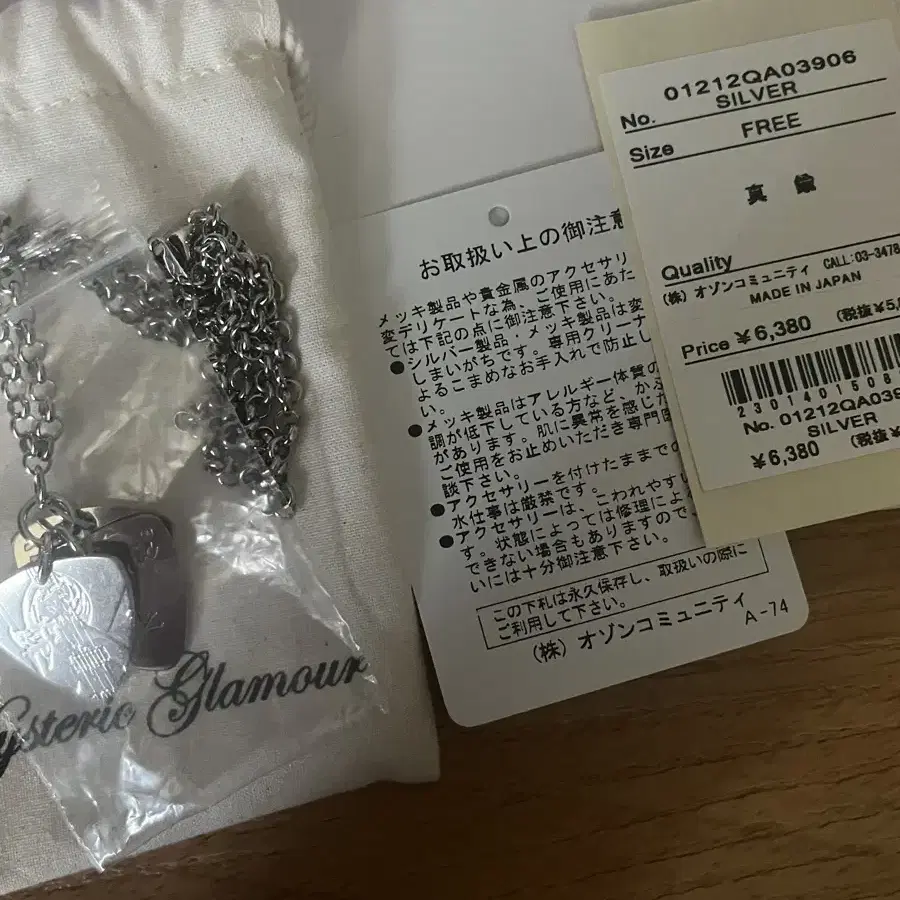 No. 01212QA03906
SILVER
Size FREE
真 鍮
Quality
(株) オゾンコミュニティ CALL:03-3478
MADE IN JAPAN
Price ¥6,380 (税抜¥5,8
2301401508
No. 01212QA039
SILVER
¥6,380 (税抜¥5
お取扱い上の御注意
メッキ製品や貴金属のアクセサリ
変デリケートな為、ご使用にあた
ては下記の点に御注意下さい。
●シルバー製品、メッキ製品は変
しまいがちです。専用クリーナ
よるこまめなお手入れで防止し
い。
●メッキ製品はアレルギー体質の
調が低下している方など、かぶ
があります。肌に異常を感じた
ご使用をお止めいただき専門医
談下さい。
●アクセサリーを付けたままでの
水仕事は厳禁です。
●アクセサリーは、こわれやすい
す。状態によっては修理によ
できない場合もありますので、
いには十分御注意下さい。
この下札は永久保存し、取扱いの際に
ご利用して下さい。
(株) オゾンコミュニティ
A-74
ysteric Glamour